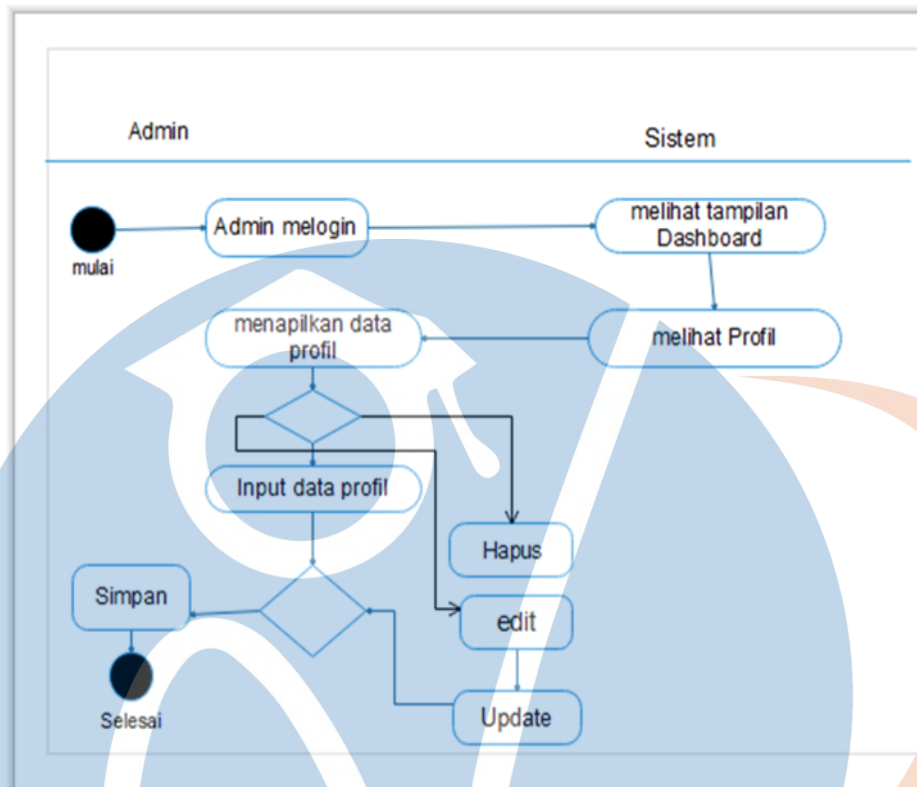 Admin
Sistem
mulai
Admin melogin
melihat tampilan
Dashboard
menapilkan data
profil
melihat Profil
Input data profil
Hapus
Simpan
edit
Selesai
Update